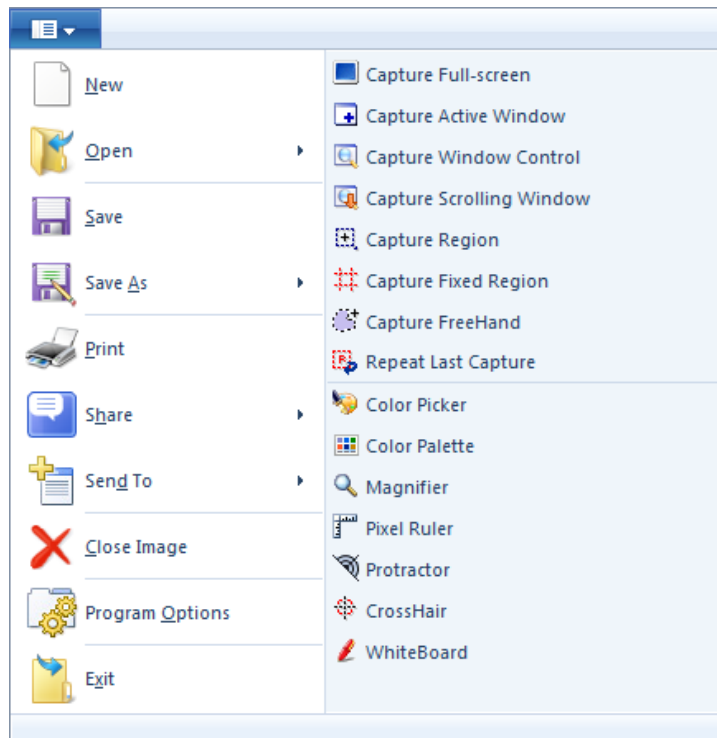 New
Open
Save
Save As
Print
Share
Send To
Close Image
Program Options
Exit
Capture Full-screen
Capture Active Window
Capture Window Control
Capture Scrolling Window
Capture Region
Capture Fixed Region
Capture FreeHand
Repeat Last Capture
Color Picker
Color Palette
Magnifier
Pixel Ruler
Protractor
CrossHair
WhiteBoard